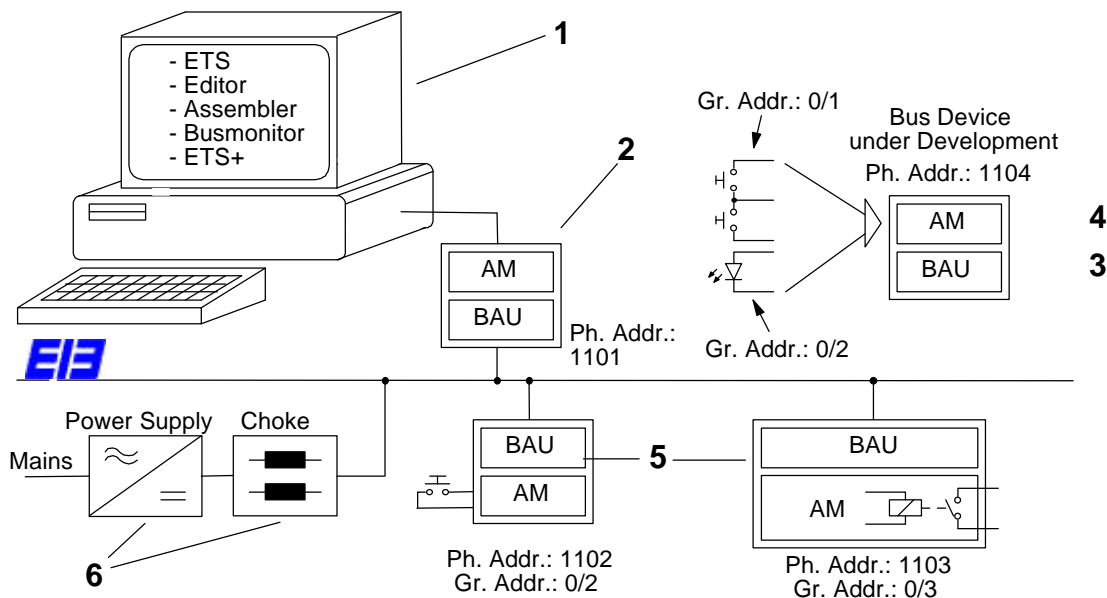 1
- ETS
- Editor
- Assembler
- Busmonitor
- ETS+
2
Gr. Addr.: 0/1
Bus Device
under Development
Ph. Addr.: 1104
AM
4
BAU
3
AM
BAU
Ph. Addr.:
1101
Gr. Addr.: 0/2
EIB
Power Supply
Choke
Mains
6
BAU
AM
5
BAU
AM
Ph. Addr.: 1102
Gr. Addr.: 0/2
Ph. Addr.: 1103
Gr. Addr.: 0/3